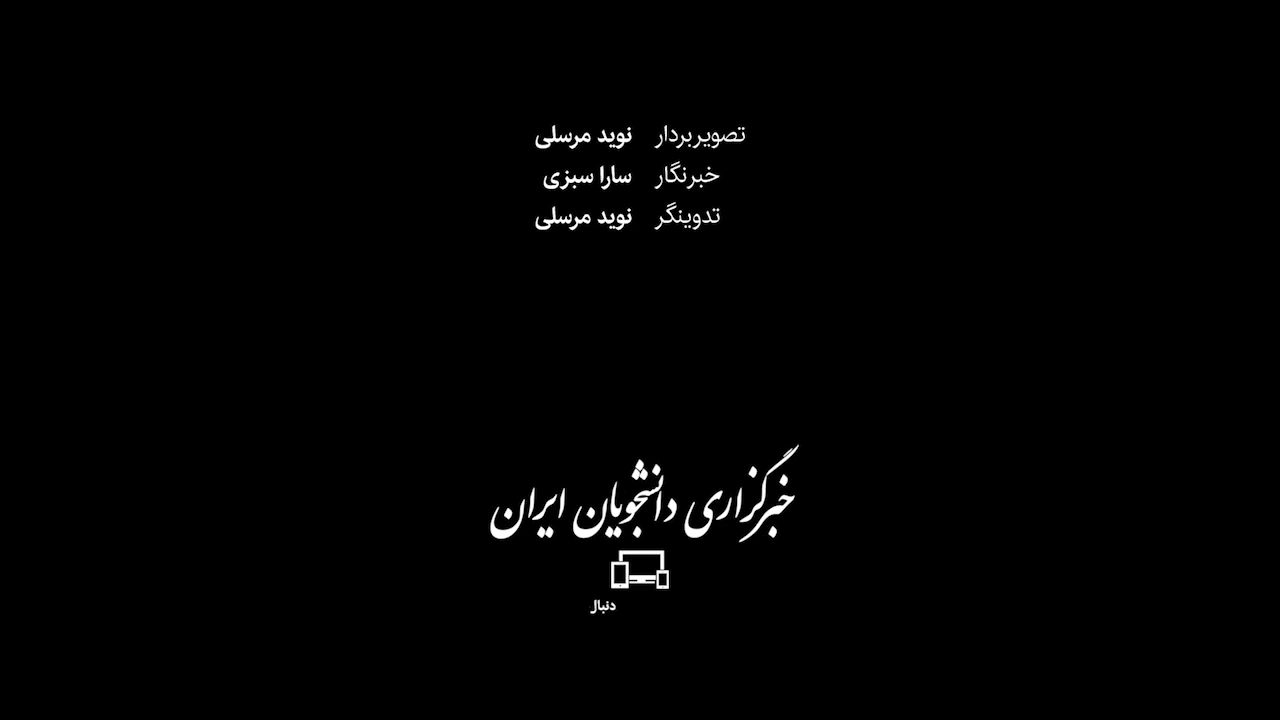 تصویربردار نوید مرسلی
خبرنگار سارا سبزی
تدوینگر نوید مرسلی
خبرگزاری دانشجویان ایران
دنبال